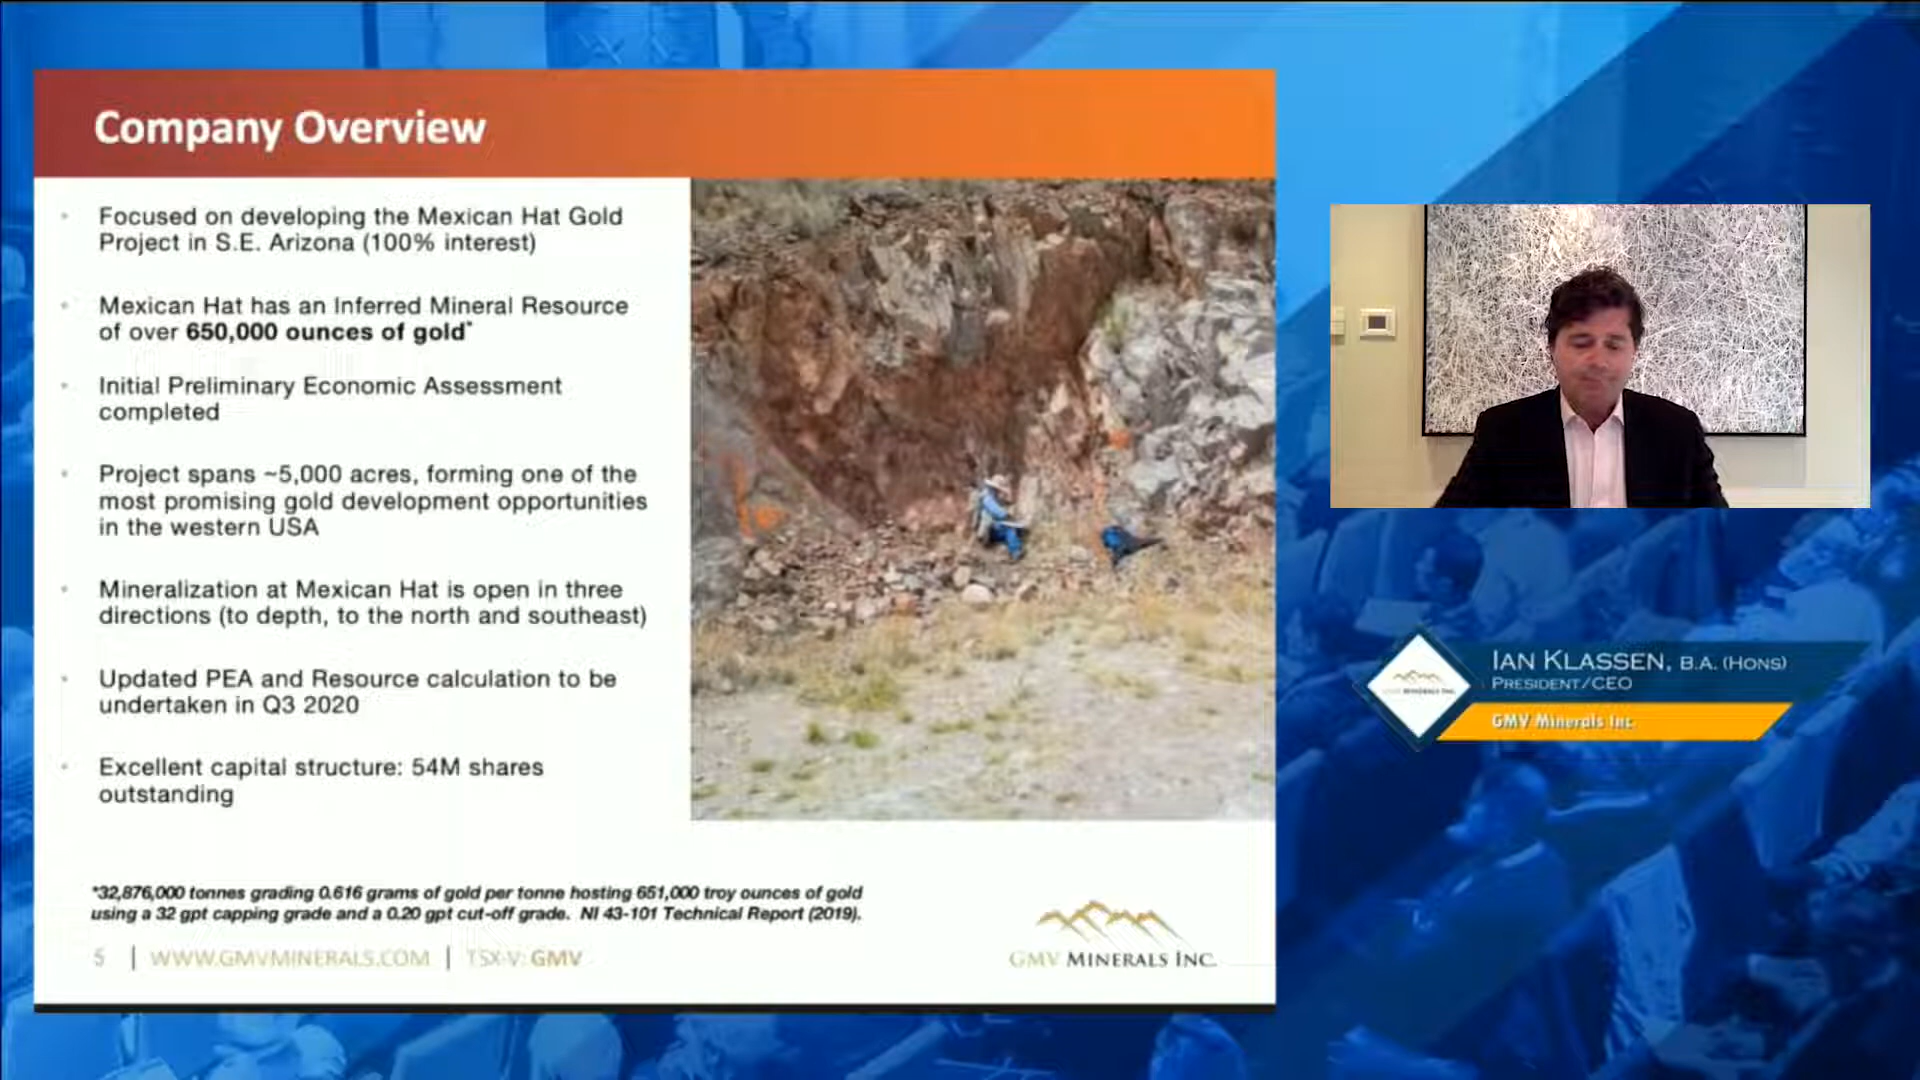 Company Overview
Focused on developing the Mexican Hat Gold
Project in S.E. Arizona (100% interest)
Mexican Hat has an Inferred Mineral Resource
of over 650,000 ounces of gold*
Initial Preliminary Economic Assessment
completed
Project spans ~5,000 acres, forming one of the
most promising gold development opportunities
in the western USA
Mineralization at Mexican Hat is open in three
directions (to depth, to the north and southeast)
Updated PEA and Resource calculation to be
undertaken in Q3 2020
Excellent capital structure: 54M shares
outstanding
*32,876,000 tonnes grading 0.616 grams of gold per tonne hosting 651,000 troy ounces of gold
using a 32 gpt capping grade and a 0.20 gpt cut-off grade. NI 43-101 Technical Report (2019).
5 | WWW.GMVMINERALS.COM | TSX-V: GMV
GMV MINERALS INC.
IAN KLASSEN, B.A. (HONS)
PRESIDENT/CEO
GMV Minerals Inc.